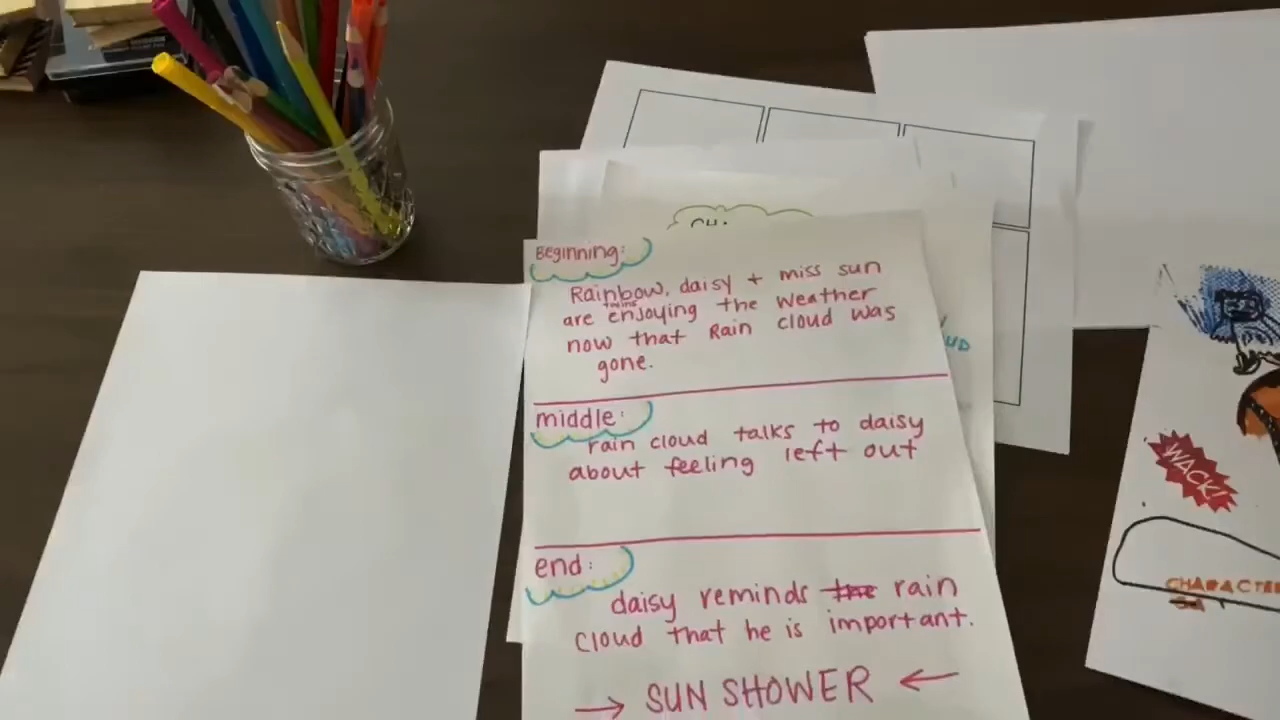 Beginning:
Rainbow, daisy + miss sun
twins
are enjoying the weather
now that Rain cloud was
gone.
middle:
rain cloud talks to daisy
about feeling left out
end:
daisy reminds the rain
cloud that he is important.
→ SUN SHOWER ←
WACK!